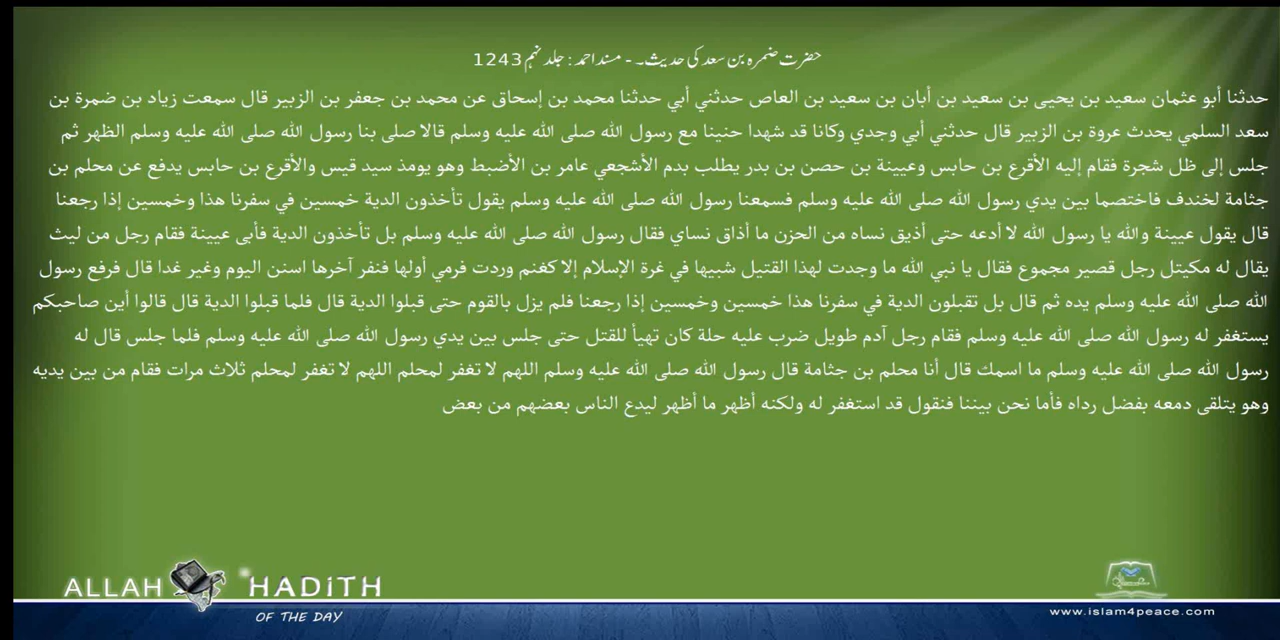 حضرت ضمرہ بن سعد کی حدیث۔ - مسند احمد: جلد نہم 1243
حدثنا أبو عثمان سعيد بن يحيى بن سعيد بن أبان بن سعيد بن العاص حدثني أبي حدثنا محمد بن إسحاق عن محمد بن جعفر بن الزبير قال سمعت زياد بن ضمرة بن
سعد السلمي يحدث عروة بن الزبير قال حدثني أبي وجدي وكانا قد شهدا حنينا مع رسول الله صلى الله عليه وسلم قالا صلى بنا رسول الله صلى الله عليه وسلم الظهر ثم
جلس إلى ظل شجرة فقام إليه الأقرع بن حابس وعيينة بن حصن بن بدر يطلب بدم الأشجعي عامر بن الأضبط وهو يومذ سيد قيس والأقرع بن حابس يدفع عن محلم بن
جثامة لخندف فاختصما بين يدي رسول الله صلى الله عليه وسلم فسمعنا رسول الله صلى الله عليه وسلم يقول تأخذون الدية خمسين في سفرنا هذا وخمسين إذا رجعنا
قال يقول عيينة والله يا رسول الله لا أدعه حتى أذيق نساه من الحزن ما أذاق نساي فقال رسول الله صلى الله عليه وسلم بل تأخذون الدية فأبى عيينة فقام رجل من ليث
يقال له مكيتل رجل قصير مجموع فقال يا نبي الله ما وجدت لهذا القتيل شبيها في غرة الإسلام إلا كغنم وردت فرمي أولها فنفر آخرها اسنن اليوم وغير غدا قال فرفع رسول
الله صلى الله عليه وسلم يده ثم قال بل تقبلون الدية في سفرنا هذا خمسين وخمسين إذا رجعنا فلم يزل بالقوم حتى قبلوا الدية قال فلما قبلوا الدية قال قالوا أين صاحبكم
يستغفر له رسول الله صلى الله عليه وسلم فقام رجل آدم طويل ضرب عليه حلة كان تهيأ للقتل حتى جلس بين يدي رسول الله صلى الله عليه وسلم فلما جلس قال له
رسول الله صلى الله عليه وسلم ما اسمك قال أنا محلم بن جثامة قال رسول الله صلى الله عليه وسلم اللهم لا تغفر لمحلم اللهم لا تغفر لمحلم ثلاث مرات فقام من بين يديه
وهو يتلقى دمعه بفضل رداه فأما نحن بيننا فنقول قد استغفر له ولكنه أظهر ما أظهر ليدع الناس بعضهم من بعض
ALLAH HADITH
OF THE DAY
www.islam4peace.com